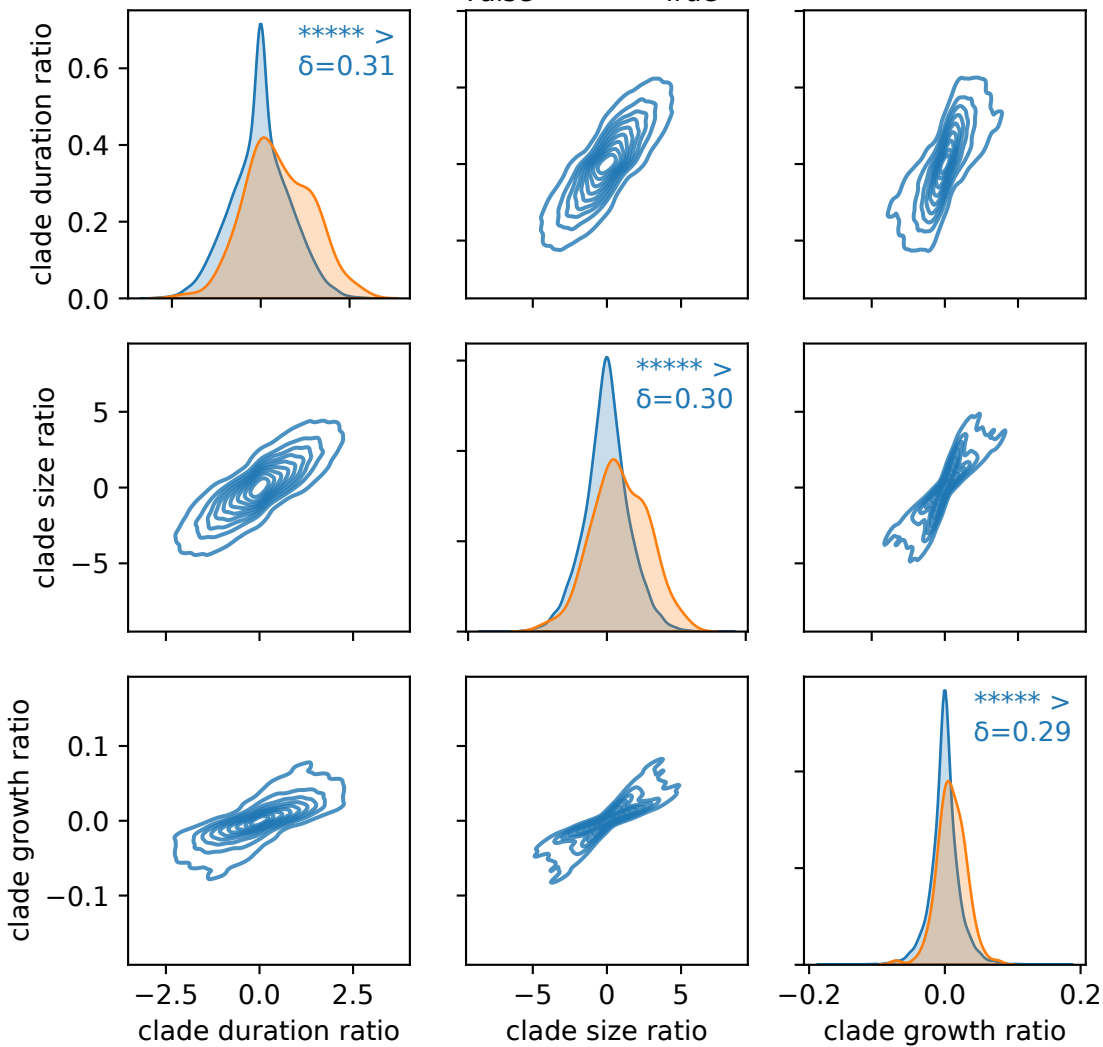 clade duration ratio
0.6
0.4
0.2
0.0
***** >
δ=0.31
clade size ratio
5
0
−5
***** >
δ=0.30
clade growth ratio
0.1
0.0
−0.1
***** >
δ=0.29
−2.5 0.0 2.5
clade duration ratio
−5 0 5
clade size ratio
−0.2 0.0 0.2
clade growth ratio